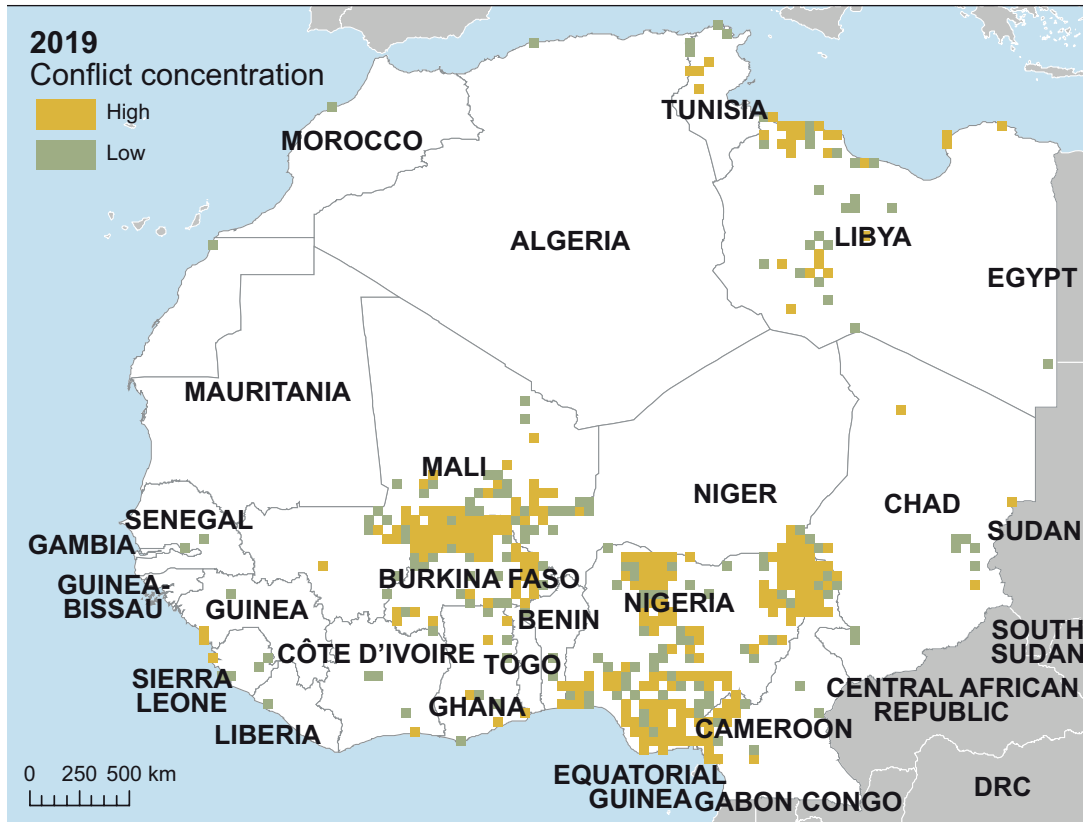 2019
Conflict concentration
High
Low
TUNISIA
MOROCCO
ALGERIA
LIBYA
EGYPT
MAURITANIA
MALI
NIGER
CHAD
SENEGAL
SUDAN
GAMBIA
GUINEA-
BISSAU
BURKINA FASO
GUINEA
NIGERIA
BENIN
SOUTH
SUDAN
CÔTE D'IVOIRE
TOGO
SIERRA
LEONE
CENTRAL AFRICAN
REPUBLIC
GHANA
LIBERIA
CAMEROON
EQUATORIAL
GUINEA
GABON
CONGO
DRC
0 250 500 km